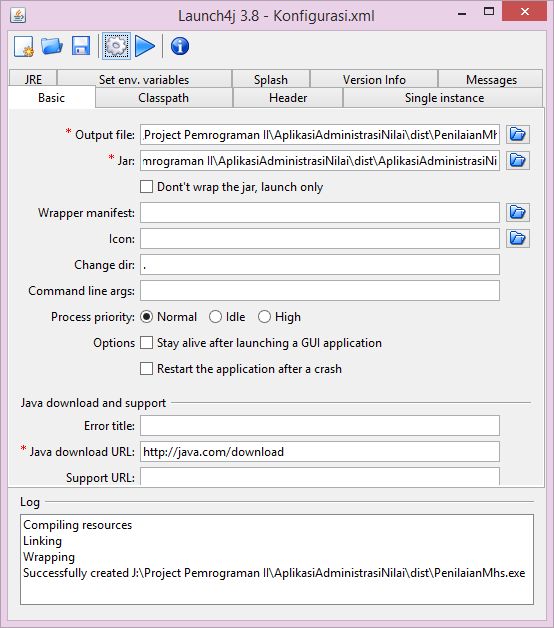 Launch4j 3.8 - Konfigurasi.xml
JRE Set env. variables Splash Version Info Messages
Basic Classpath Header Single instance
* Output file: .Project Pemrograman II\AplikasiAdministrasiNilai\dist\PenilaianMh
* Jar: mrograman II\AplikasiAdministrasiNilai\dist\AplikasiAdministrasiNi
Dont't wrap the jar, launch only
Wrapper manifest:
Icon:
Change dir: .
Command line args:
Process priority: Normal Idle High
Options Stay alive after launching a GUI application
Restart the application after a crash
Java download and support
Error title:
* Java download URL: http://java.com/download
Support URL:
Log
Compiling resources
Linking
Wrapping
Successfully created J:\Project Pemrograman II\AplikasiAdministrasiNilai\dist\PenilaianMhs.exe